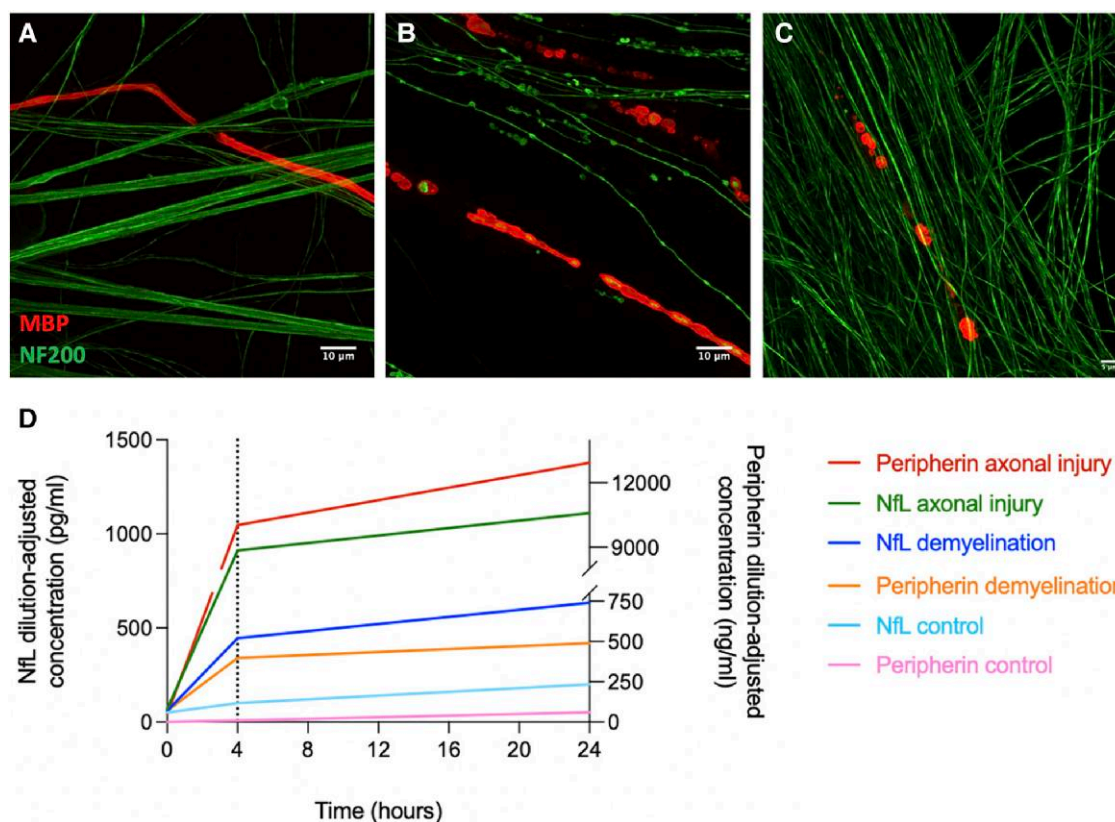 A
B
C
MBP
NF200
10 µm
10 µm
5 µm
D
NfL dilution-adjusted
concentration (pg/ml)
1500
1000
500
0
0
4
8
12
16
20
24
Time (hours)
12000
9000
750
500
250
0
Peripherin dilution-adjusted
concentration (ng/ml)
Peripherin axonal injury
NfL axonal injury
NfL demyelination
Peripherin demyelination
NfL control
Peripherin control